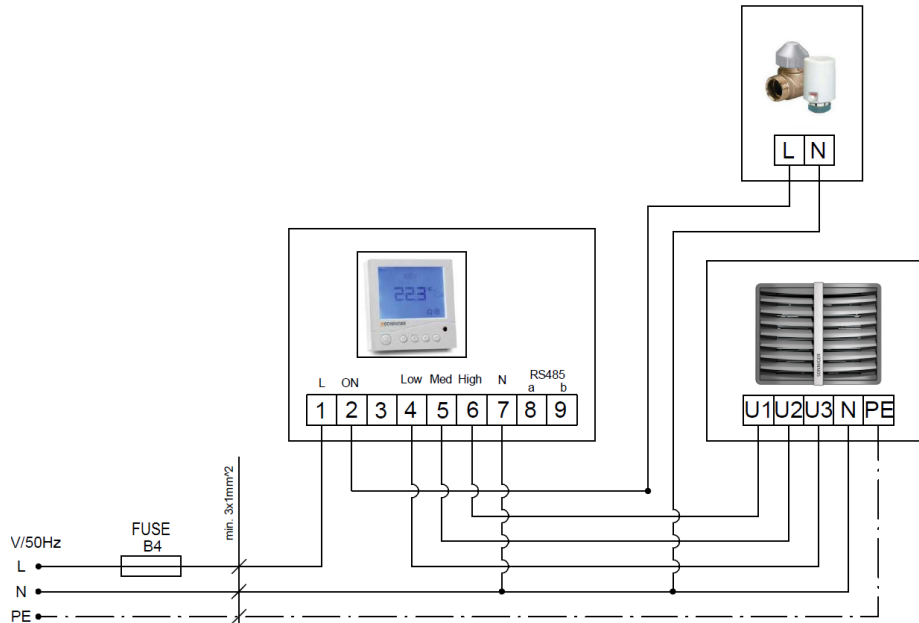 L N
22.3°
L ON Low Med High N RS485
a b
1 2 3 4 5 6 7 8 9
U1 U2 U3 N PE
min. 3x1mm^2
FUSE
B4
V/50Hz
L
N
PE